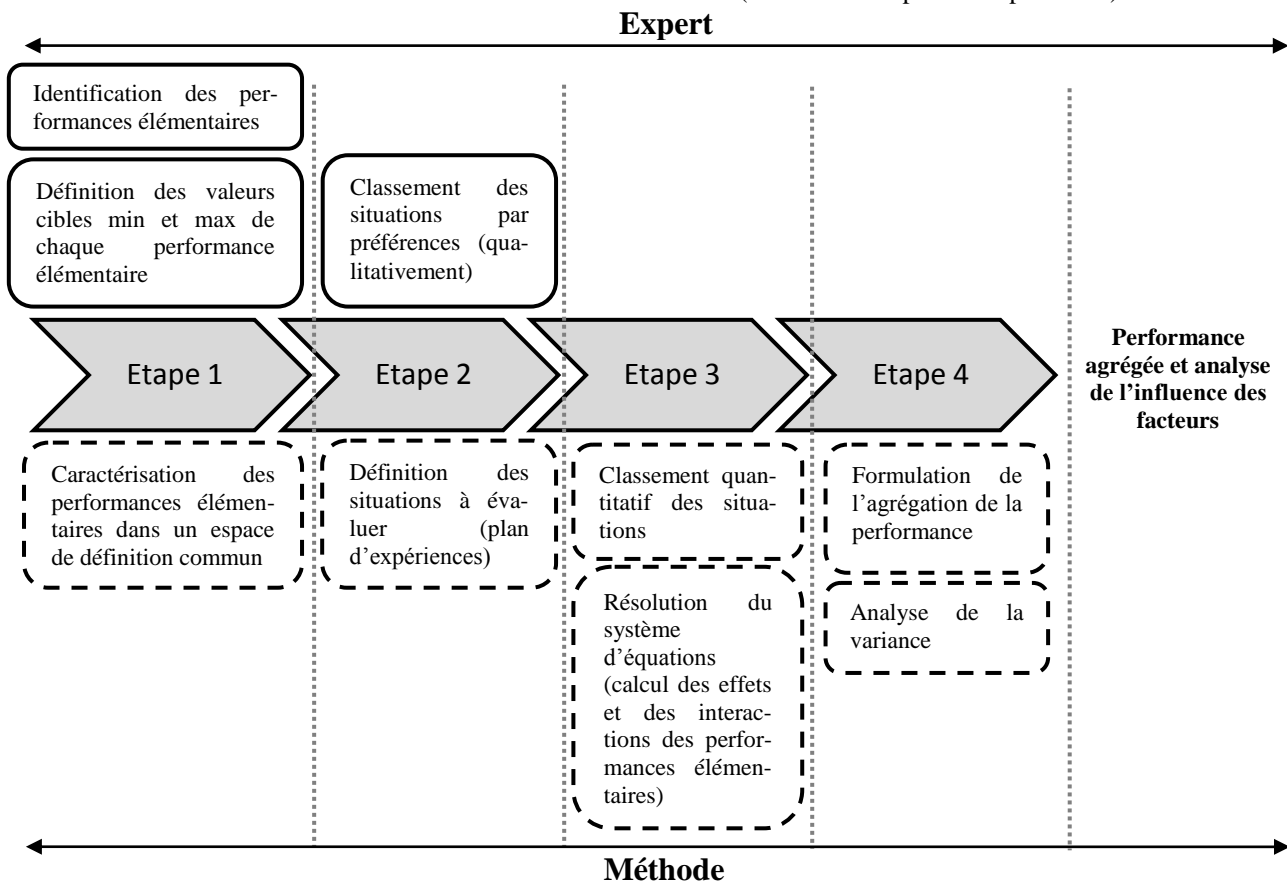 Expert
Identification des per-
formances élémentaires
Définition des valeurs
cibles min et max de
chaque performance
élémentaire
Classement des
situations par
préférences (qua-
litativement)
Etape 1
Etape 2
Etape 3
Etape 4
Performance
agrégée et analyse
de l’influence des
facteurs
Caractérisation des
performances élémen-
taires dans un espace
de définition commun
Définition des
situations à éva-
luer (plan
d’expériences)
Classement quan-
titatif des situa-
tions
Résolution du
système
d’équations
(calcul des effets
et des interac-
tions des perfor-
mances élémen-
taires)
Formulation de
l’agrégation de la
performance
Analyse de la
variance
Méthode